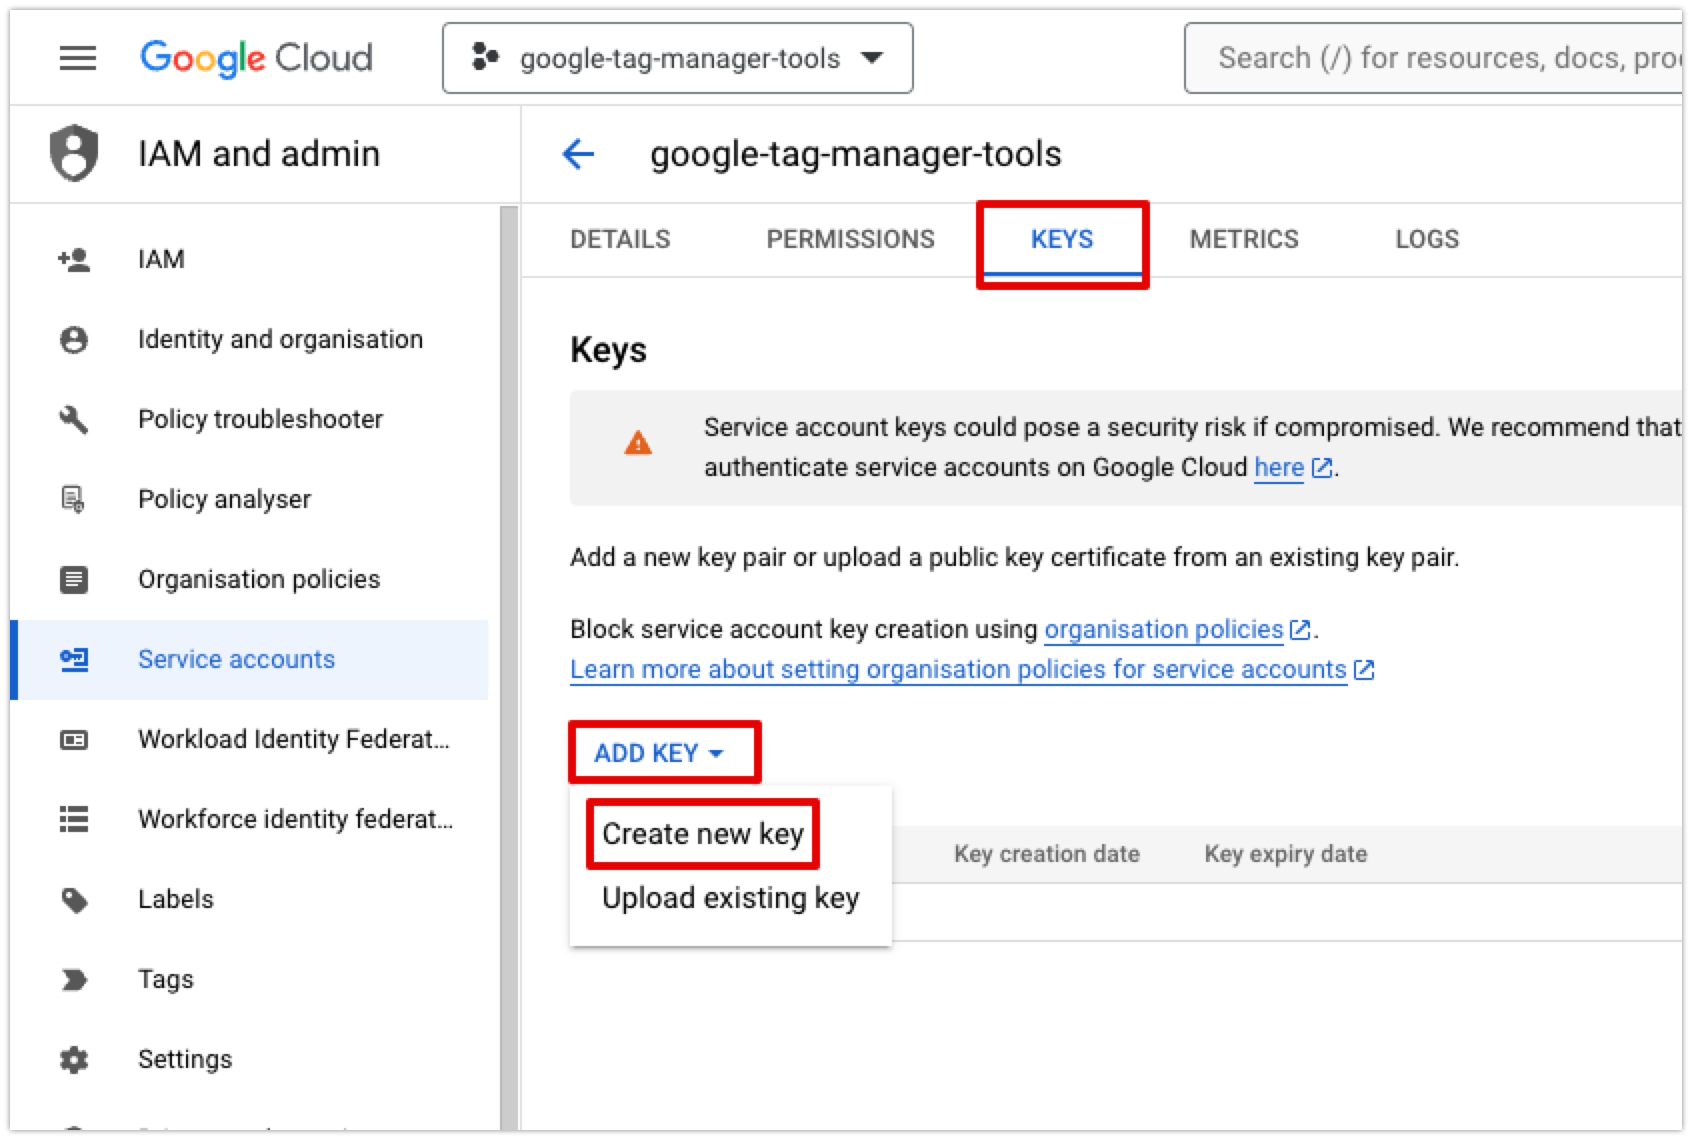 Google Cloud
google-tag-manager-tools
Search (/) for resources, docs, pro
IAM and admin
google-tag-manager-tools
IAM
Identity and organisation
Policy troubleshooter
Policy analyser
Organisation policies
Service accounts
Workload Identity Federat...
Workforce identity federat...
Labels
Tags
Settings
DETAILS PERMISSIONS KEYS METRICS LOGS
Keys
Service account keys could pose a security risk if compromised. We recommend that
authenticate service accounts on Google Cloud here.
Add a new key pair or upload a public key certificate from an existing key pair.
Block service account key creation using organisation policies.
Learn more about setting organisation policies for service accounts
ADD KEY
Create new key
Upload existing key
Key creation date Key expiry date